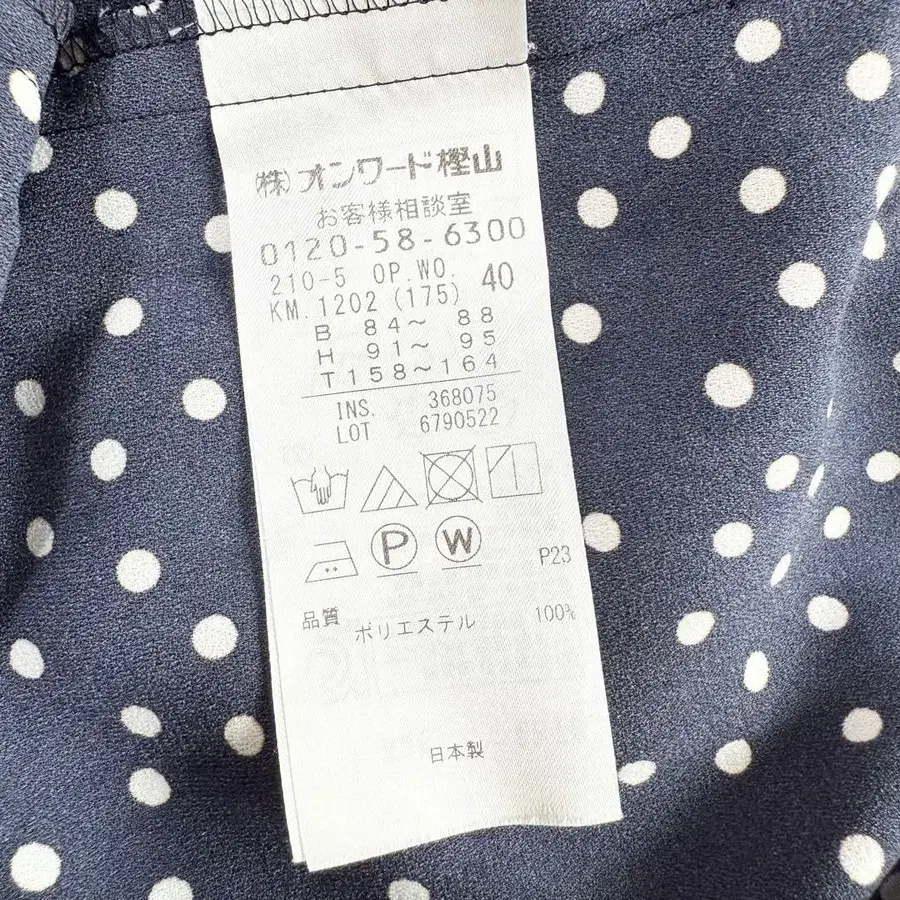 (株)オンワード樫山
お客様相談室
0120-58-6300
210-5 OP.WO. 40
KM.1202 (175)
B 84～ 88
H 91～ 95
T158～164
INS. 368075
LOT 6790522
P W P23
品質 ポリエステル 100%
日本製